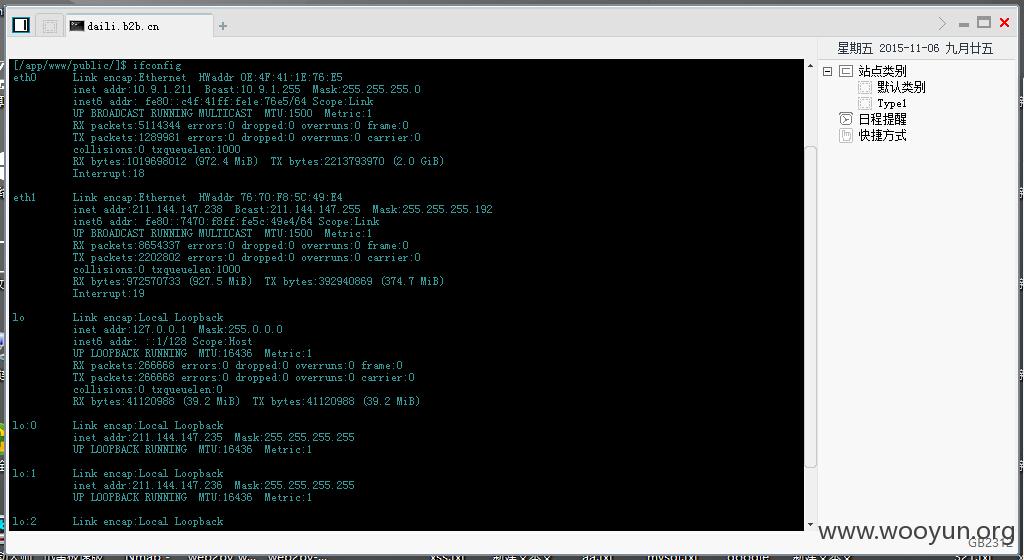 daili.b2b.cn
星期五 2015-11-06 九月廿五
[/app/www/public/]$ ifconfig
eth0 Link encap:Ethernet HWaddr 0E:4F:41:1E:76:E5
inet addr:10.9.1.211 Bcast:10.9.1.255 Mask:255.255.255.0
inet6 addr: fe80::c4f:41ff:fe1e:76e5/64 Scope:Link
UP BROADCAST RUNNING MULTICAST MTU:1500 Metric:1
RX packets:5114344 errors:0 dropped:0 overruns:0 frame:0
TX packets:1289981 errors:0 dropped:0 overruns:0 carrier:0
collisions:0 txqueuelen:1000
RX bytes:1019698012 (972.4 MiB) TX bytes:2213793970 (2.0 GiB)
Interrupt:18
eth1 Link encap:Ethernet HWaddr 76:70:F8:5C:49:E4
inet addr:211.144.147.238 Bcast:211.144.147.255 Mask:255.255.255.192
inet6 addr: fe80::7470:f8ff:fe5c:49e4/64 Scope:Link
UP BROADCAST RUNNING MULTICAST MTU:1500 Metric:1
RX packets:8654337 errors:0 dropped:0 overruns:0 frame:0
TX packets:2202802 errors:0 dropped:0 overruns:0 carrier:0
collisions:0 txqueuelen:1000
RX bytes:972570733 (927.5 MiB) TX bytes:392940869 (374.7 MiB)
Interrupt:19
lo Link encap:Local Loopback
inet addr:127.0.0.1 Mask:255.0.0.0
inet6 addr: ::1/128 Scope:Host
UP LOOPBACK RUNNING MTU:16436 Metric:1
RX packets:266668 errors:0 dropped:0 overruns:0 frame:0
TX packets:266668 errors:0 dropped:0 overruns:0 carrier:0
collisions:0 txqueuelen:0
RX bytes:41120988 (39.2 MiB) TX bytes:41120988 (39.2 MiB)
lo:0 Link encap:Local Loopback
inet addr:211.144.147.235 Mask:255.255.255.255
UP LOOPBACK RUNNING MTU:16436 Metric:1
lo:1 Link encap:Local Loopback
inet addr:211.144.147.236 Mask:255.255.255.255
UP LOOPBACK RUNNING MTU:16436 Metric:1
lo:2 Link encap:Local Loopback
站点类别
默认类别
Type1
日程提醒
快捷方式
www.wooyun.org
GB2312